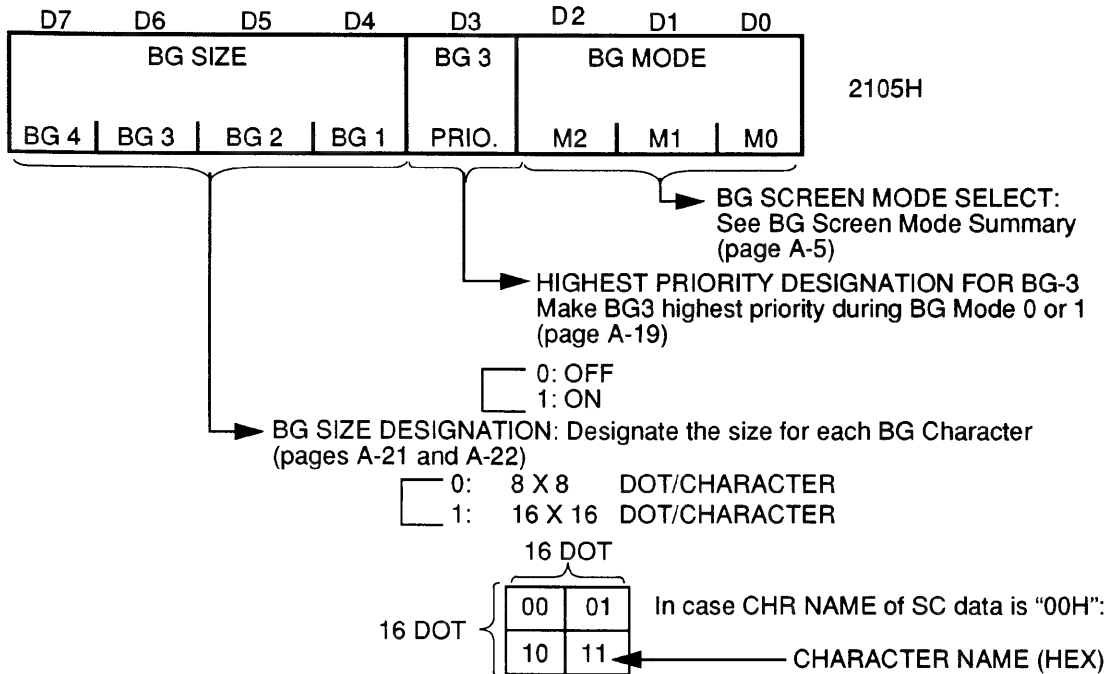 D7 D6 D5 D4 D3 D2 D1 D0
BG SIZE BG 3 BG MODE
2105H
BG 4 BG 3 BG 2 BG 1 PRIO. M2 M1 M0
BG SCREEN MODE SELECT:
See BG Screen Mode Summary
(page A-5)
HIGHEST PRIORITY DESIGNATION FOR BG-3
Make BG3 highest priority during BG Mode 0 or 1
(page A-19)
0: OFF
1: ON
BG SIZE DESIGNATION: Designate the size for each BG Character
(pages A-21 and A-22)
0: 8 X 8 DOT/CHARACTER
1: 16 X 16 DOT/CHARACTER
16 DOT
00 01 In case CHR NAME of SC data is “00H”:
16 DOT
10 11 CHARACTER NAME (HEX)